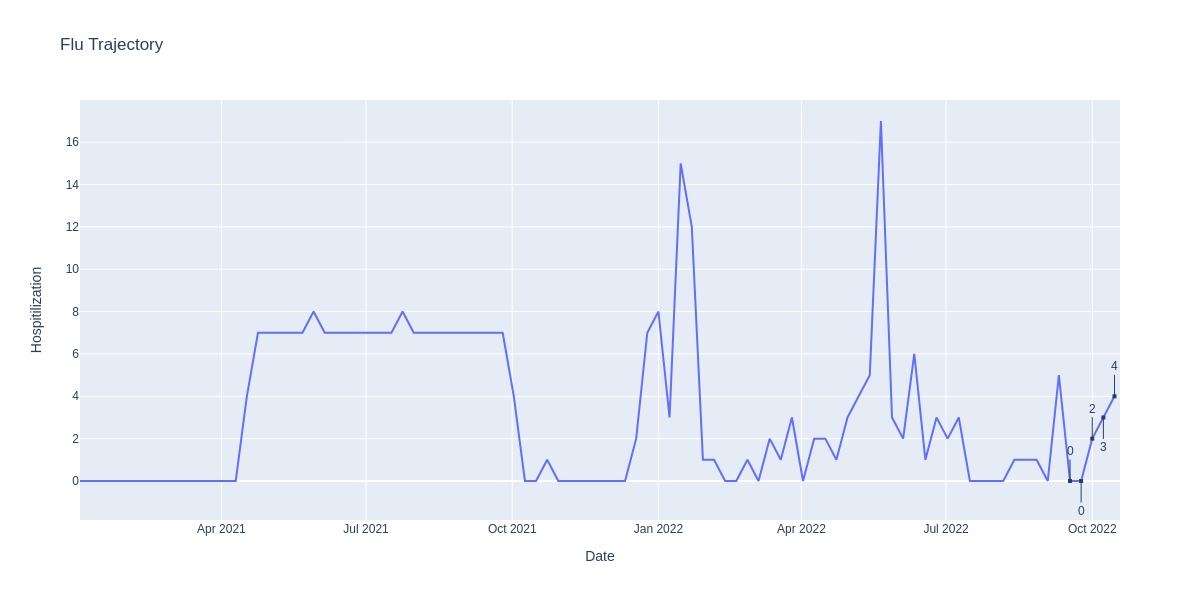 Flu Trajectory
Hospitilization
16
14
12
10
8
6
4
2
0
4
2
3
0
0
Apr 2021
Jul 2021
Oct 2021
Jan 2022
Apr 2022
Jul 2022
Oct 2022
Date